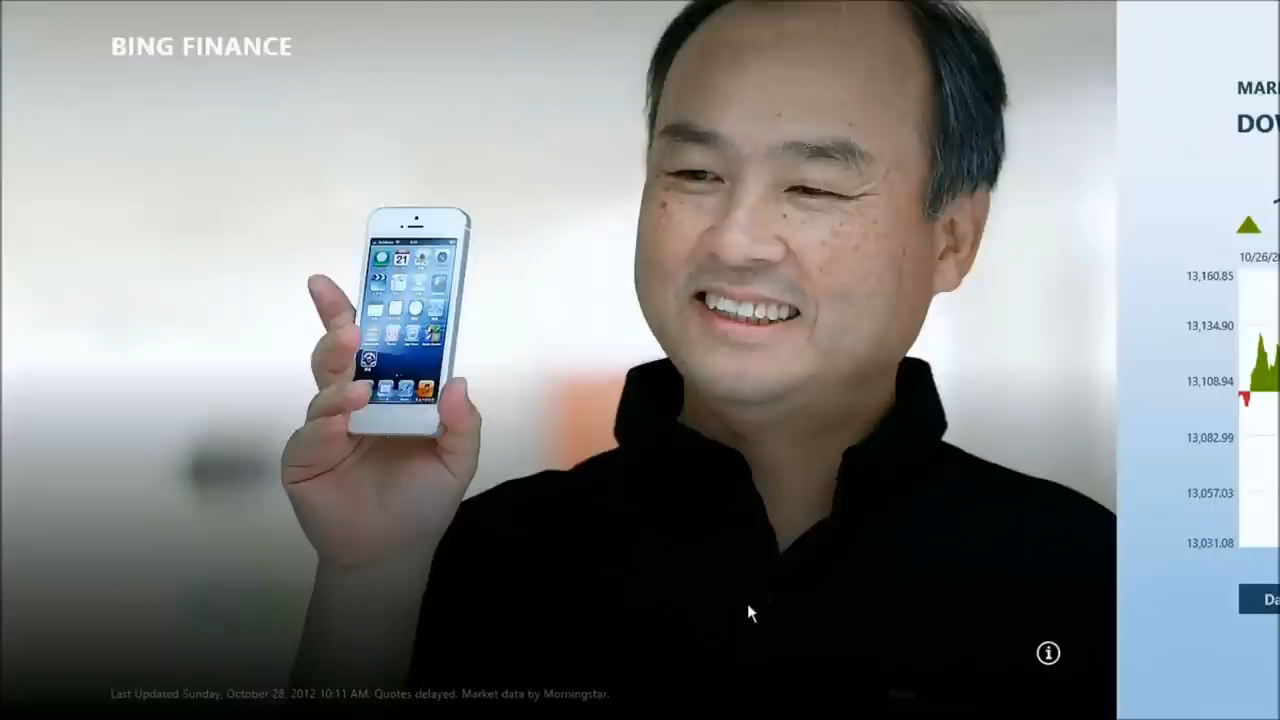 BING FINANCE
MAR
DOW
10/26/2
13,160.85
13,134.90
13,108.94
13,082.99
13,057.03
13,031.08
Da
21
Last Updated Sunday, October 28, 2012 10:11 AM. Quotes delayed. Market data by Morningstar.